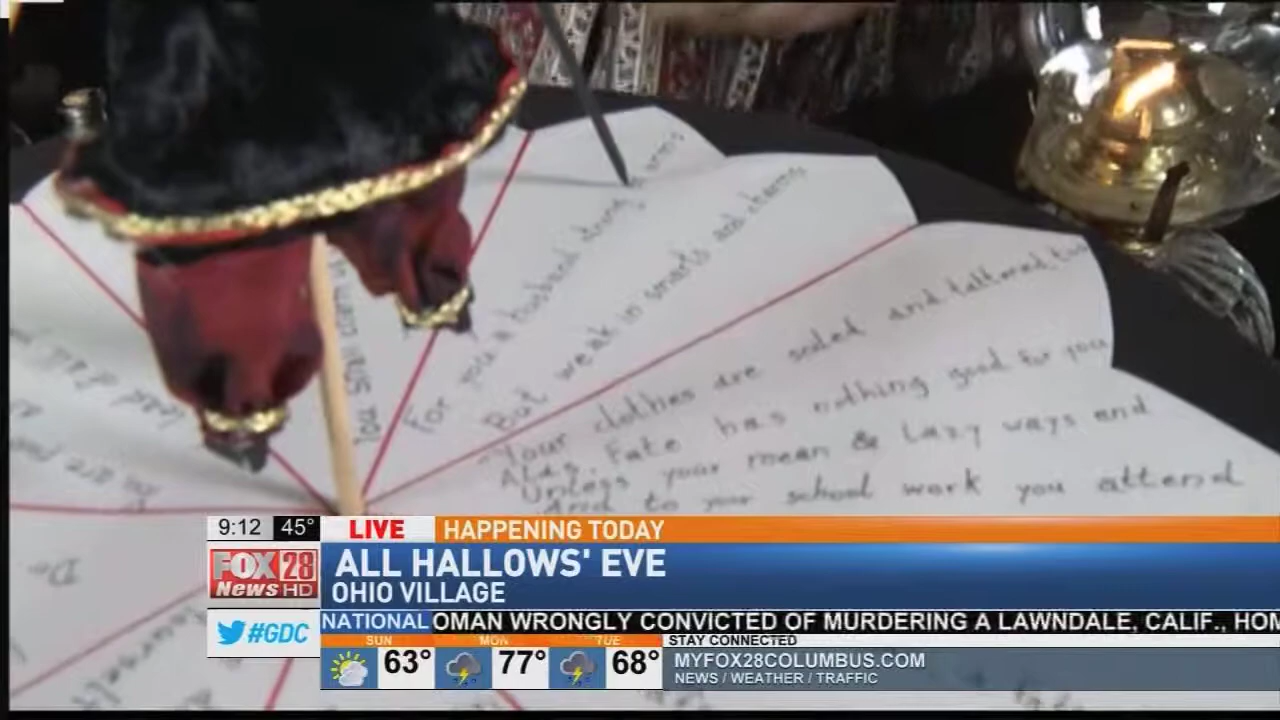 For you a husband strong of arms
But weak in smarts and charms
Your clothes are soiled and tattered too
Alas, Fate has nothing good for you
Unless your mean & lazy ways end
And to your school work you attend
9:12 45° LIVE HAPPENING TODAY
FOX 28 News HD
ALL HALLOWS' EVE
OHIO VILLAGE
#GDC
NATIONAL OMAN WRONGLY CONVICTED OF MURDERING A LAWNDALE, CALIF., HOM
SUN MON TUE STAY CONNECTED
63° 77° 68° MYFOX28COLUMBUS.COM
NEWS / WEATHER / TRAFFIC